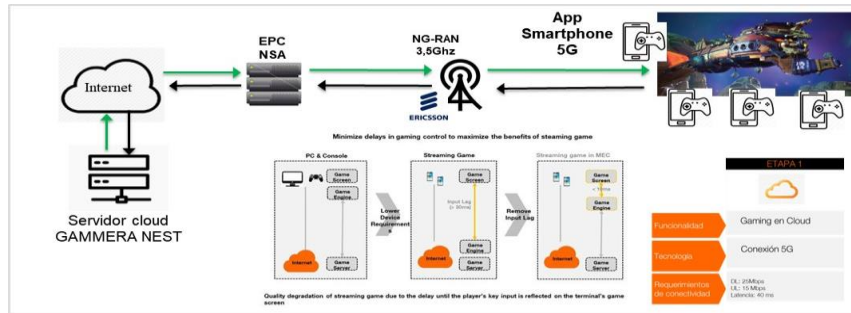 App
Smartphone
5G
EPC
NSA
NG-RAN
3,5Ghz
Internet
ERICSSON
Servidor cloud
GAMMERA NEST
Minimize delays in gaming control to maximize the benefits of steaming game
PC & Console
Game
Screen
Game
Engine
Internet
Game
Server
Lower
Device
Requirement
s
Streaming Game
Game
Screen
Input Lag
Game
Engine
Internet
Game
Server
Remove
Input Lag
Streaming game in MEC
Game
Screen
Game
Engine
Internet
Game
Server
Quality degradation of streaming game due to the delay until the player's key input is reflected on the terminal's game
screen
ETAPA 1
Funcionalidad
Gaming en Cloud
Tecnología
Conexión 5G
Requerimientos
de conectividad
DL: 25Mbps
UL: 15 Mbps
Latencia: 40 ms